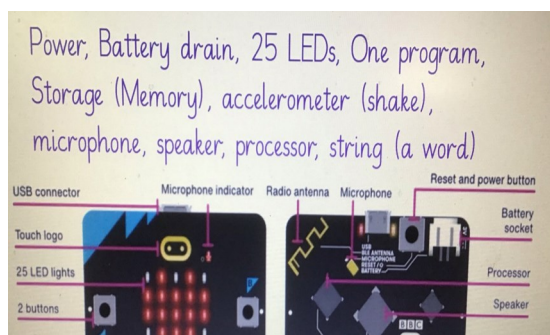 Power, Battery drain, 25 LEDs, One program,
Storage (Memory), accelerometer (shake),
microphone, speaker, processor, string (a word)
USB connector
Microphone indicator
Radio antenna
Microphone
Reset and power button
Battery
socket
Touch logo
25 LED lights
2 buttons
Processor
Speaker
USB
BLE ANTENNA
MICROPHONE
RESET/
BATTERY
BBC